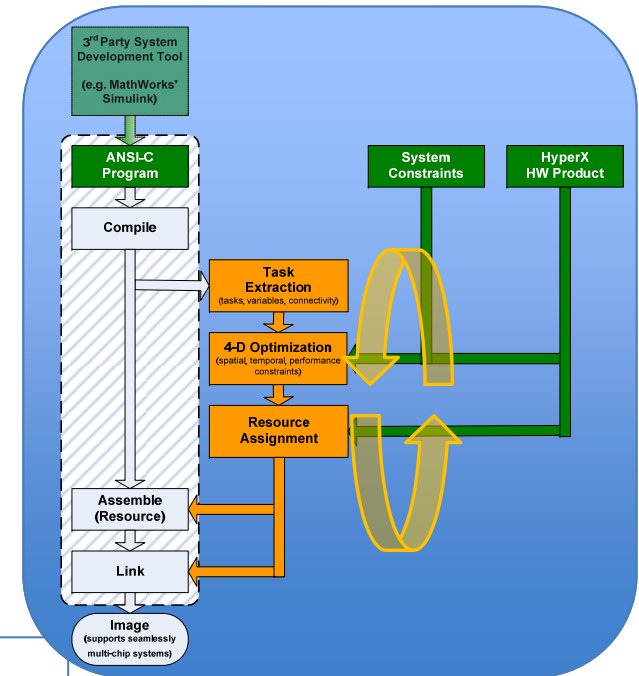 3rd Party System
Development Tool
(e.g. MathWorks'
Simulink)
ANSI-C
Program
System
Constraints
HyperX
HW Product
Compile
Task
Extraction
(tasks, variables, connectivity)
4-D Optimization
(spatial, temporal, performance
constraints)
Resource
Assignment
Assemble
(Resource)
Link
Image
(supports seamlessly
multi-chip systems)